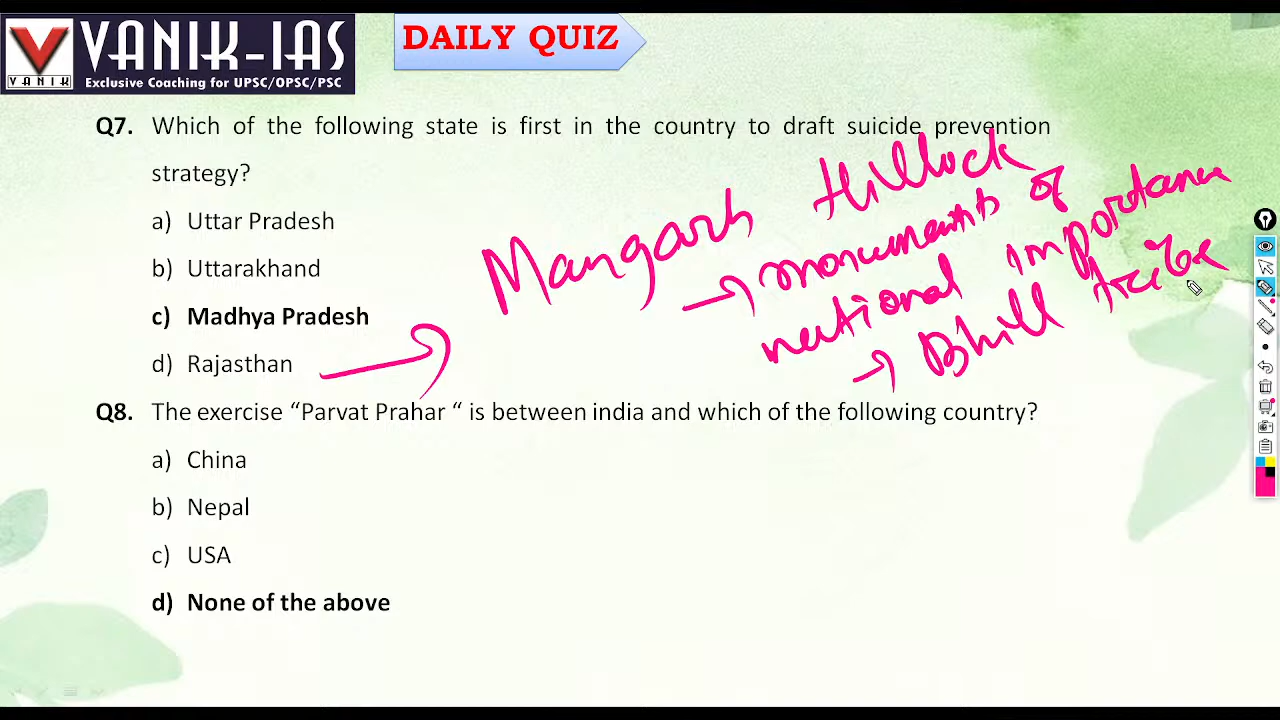 VANIK-IAS
VANIK
Exclusive Coaching for UPSC/OPSC/PSC
DAILY QUIZ
Q7. Which of the following state is first in the country to draft suicide prevention
strategy?
a) Uttar Pradesh
b) Uttarakhand
c) Madhya Pradesh
d) Rajasthan
Mangarh Hillock
→ monuments of
national importance
→ Bhill tribe
Q8. The exercise “Parvat Prahar “ is between india and which of the following country?
a) China
b) Nepal
c) USA
d) None of the above